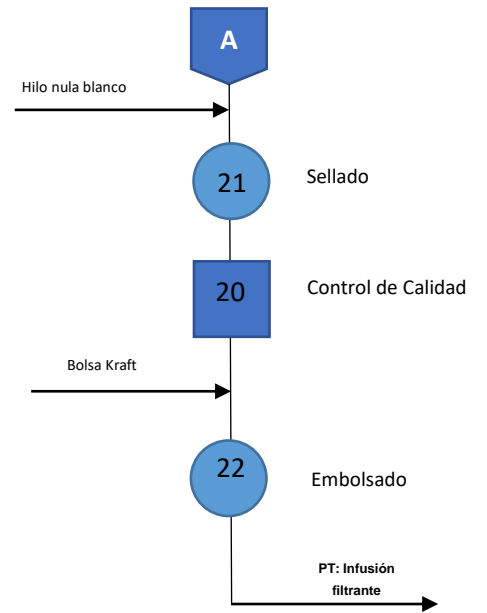 A
Hilo nula blanco
21
Sellado
20
Control de Calidad
Bolsa Kraft
22
Embolsado
PT: Infusión
filtrante